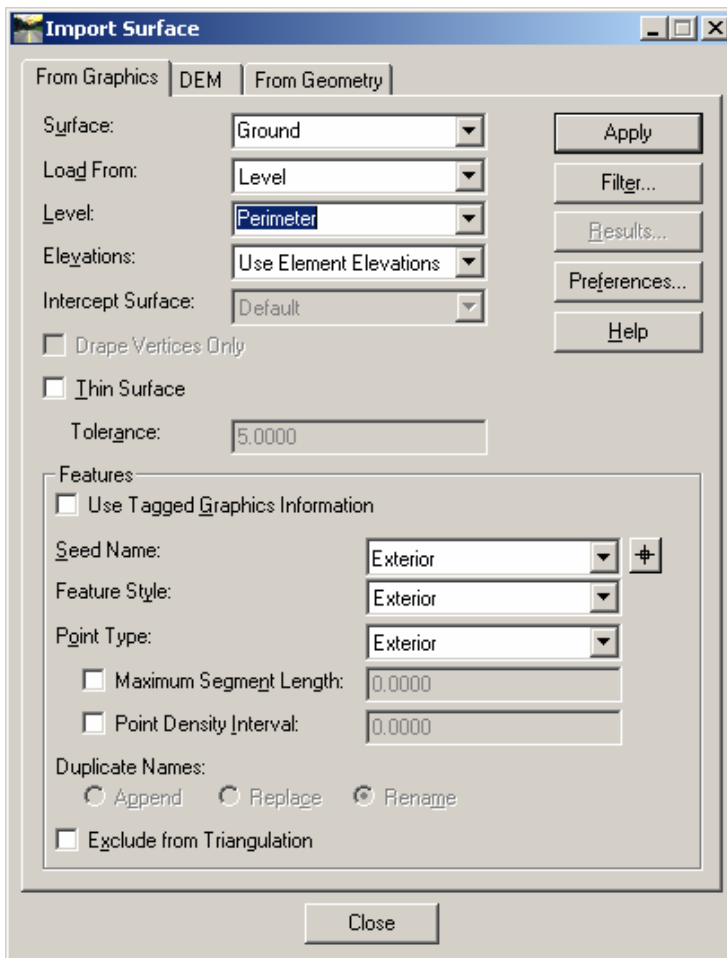 Import Surface
From Graphics DEM From Geometry
Surface: Ground Apply
Load From: Level Filter...
Level: Perimeter Results...
Elevations: Use Element Elevations Preferences...
Intercept Surface: Default Help
Drape Vertices Only
Thin Surface
Tolerance: 5.0000
Features
Use Tagged Graphics Information
Seed Name: Exterior
Feature Style: Exterior
Point Type: Exterior
Maximum Segment Length: 0.0000
Point Density Interval: 0.0000
Duplicate Names:
Append Replace Rename
Exclude from Triangulation
Close